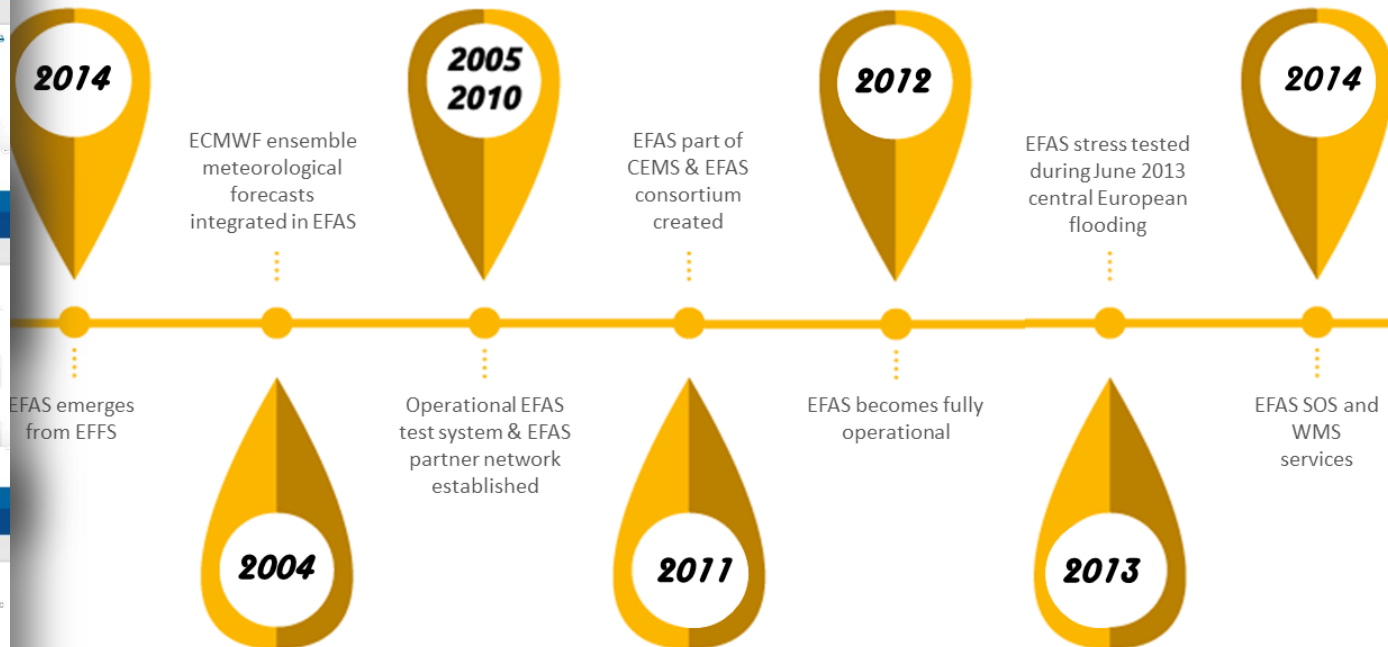 2014
EFAS emerges
from EFFS
ECMWF ensemble
meteorological
forecasts
integrated in EFAS
2004
2005
2010
Operational EFAS
test system & EFAS
partner network
established
EFAS part of
CEMS & EFAS
consortium
created
2011
2012
EFAS becomes fully
operational
EFAS stress tested
during June 2013
central European
flooding
2013
2014
EFAS SOS and
WMS
services